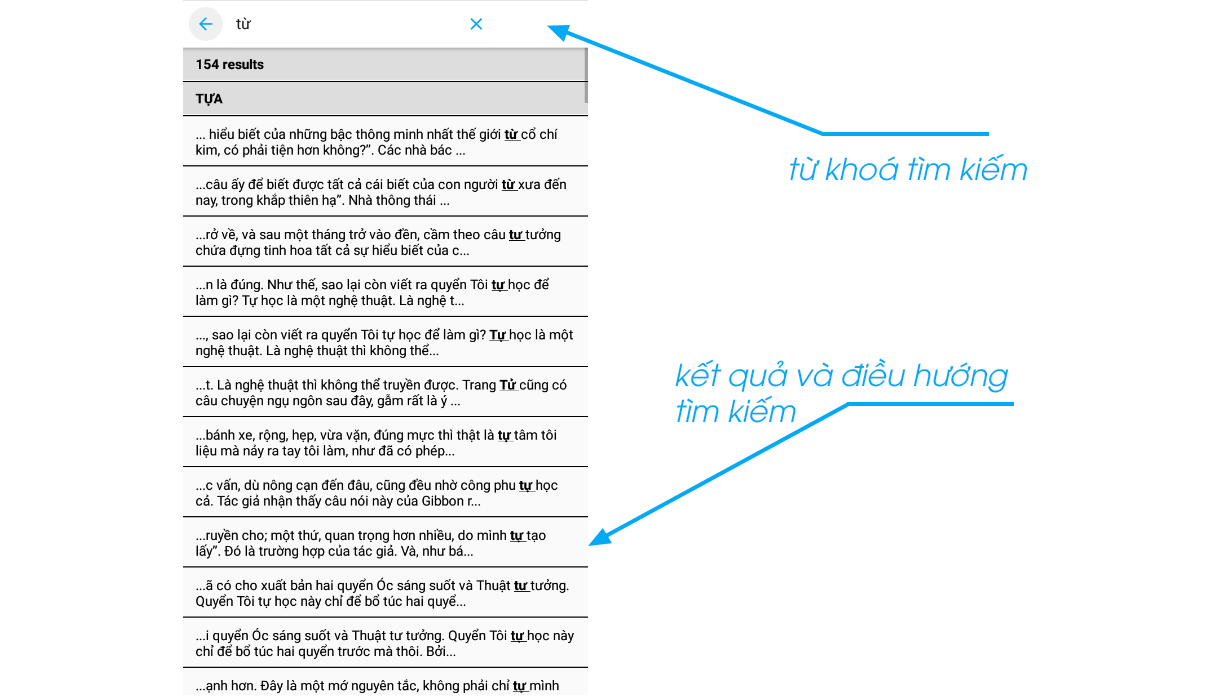 từ
154 results
TỰA
... hiểu biết của những bậc thông minh nhất thế giới từ cổ chí
kim, có phải tiện hơn không?”. Các nhà bác ...
...câu ấy để biết được tất cả cái biết của con người từ xưa đến
nay, trong khắp thiên hạ”. Nhà thông thái ...
...rở về, và sau một tháng trở vào đền, cầm theo câu tư tưởng
chứa đựng tinh hoa tất cả sự hiểu biết của c...
...n là đúng. Như thế, sao lại còn viết ra quyển Tôi tự học để
làm gì? Tự học là một nghệ thuật. Là nghệ t...
..., sao lại còn viết ra quyển Tôi tự học để làm gì? Tự học là một
nghệ thuật. Là nghệ thuật thì không thể...
...t. Là nghệ thuật thì không thể truyền được. Trang Tử cũng có
câu chuyện ngụ ngôn sau đây, gẫm rất là ý ...
...bánh xe, rộng, hẹp, vừa vặn, đúng mực thì thật là tự tâm tôi
liệu mà nảy ra tay tôi làm, như đã có phép...
...c vấn, dù nông cạn đến đâu, cũng đều nhờ công phu tự học
cả. Tác giả nhận thấy câu nói này của Gibbon r...
...ruyền cho; một thứ, quan trọng hơn nhiều, do mình tự tạo
lấy”. Đó là trường hợp của tác giả. Và, như bá...
...ã có cho xuất bản hai quyển Óc sáng suốt và Thuật tư tưởng.
Quyển Tôi tự học này chỉ để bổ túc hai quyể...
...i quyển Óc sáng suốt và Thuật tư tưởng. Quyển Tôi tự học này
chỉ để bổ túc hai quyển trước mà thôi. Bởi...
...ạnh hơn. Đây là một mớ nguyên tắc, không phải chỉ tự mình
từ khoá tìm kiếm
kết quả và điều hướng
tìm kiếm